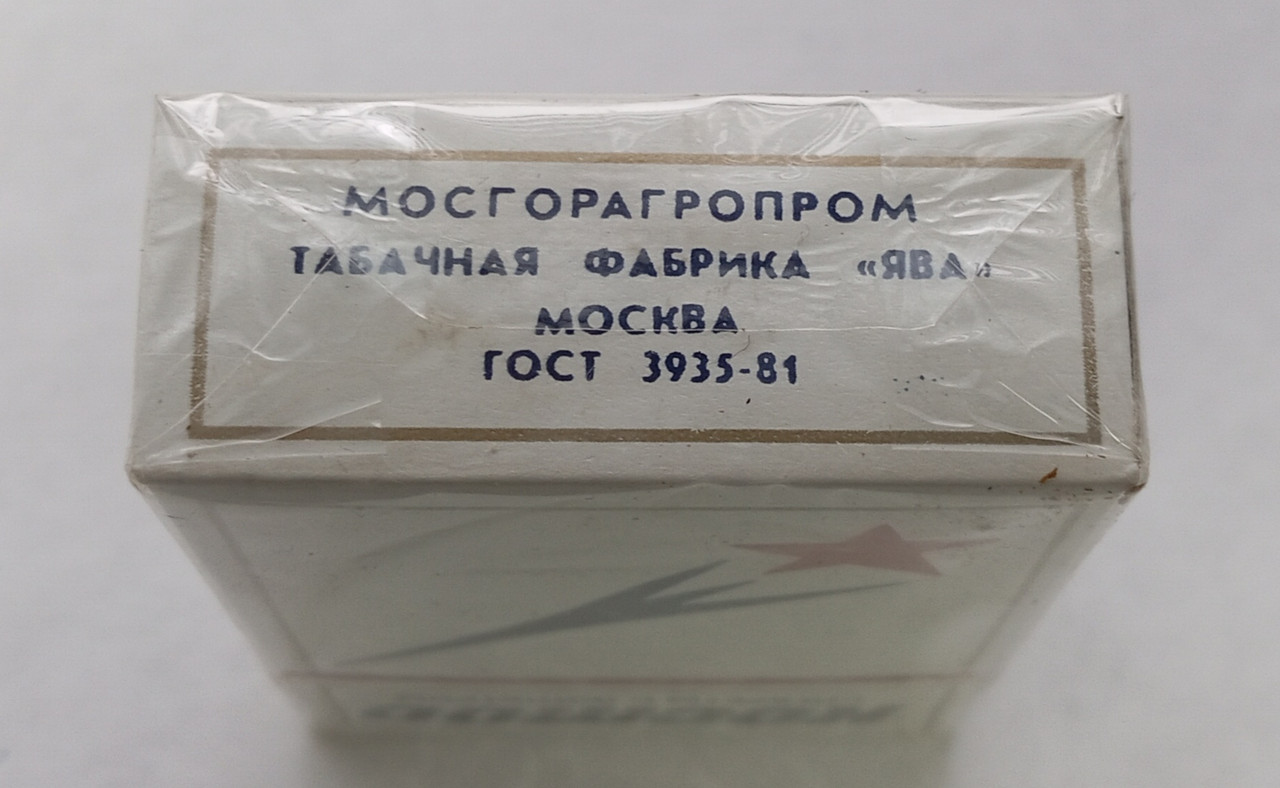 МОСГОРАГРОПРОМ
ТАБАЧНАЯ ФАБРИКА «ЯВА»
МОСКВА
ГОСТ 3935-81